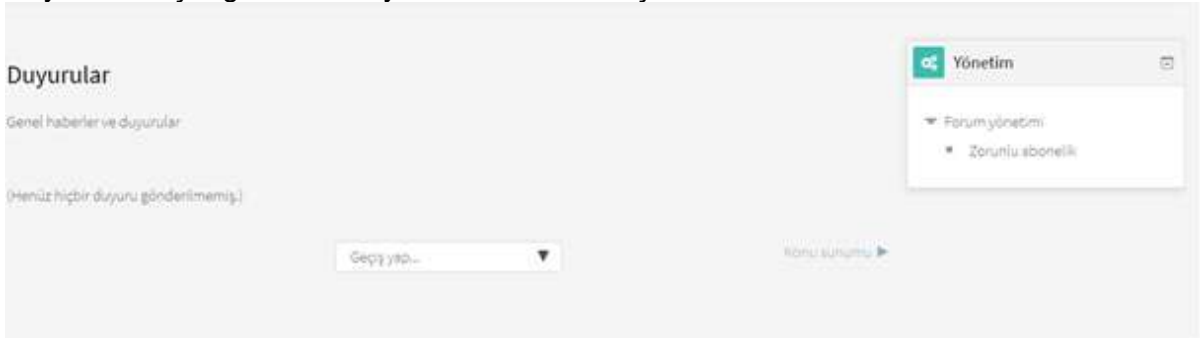 Duyurular
Genel haberler ve duyurular
(Henüz hiçbir duyuru gönderilmemiş.)
Geçiş yap...
Konu sunumu
Yönetim
Forum yönetimi
Zorunlu abonelik